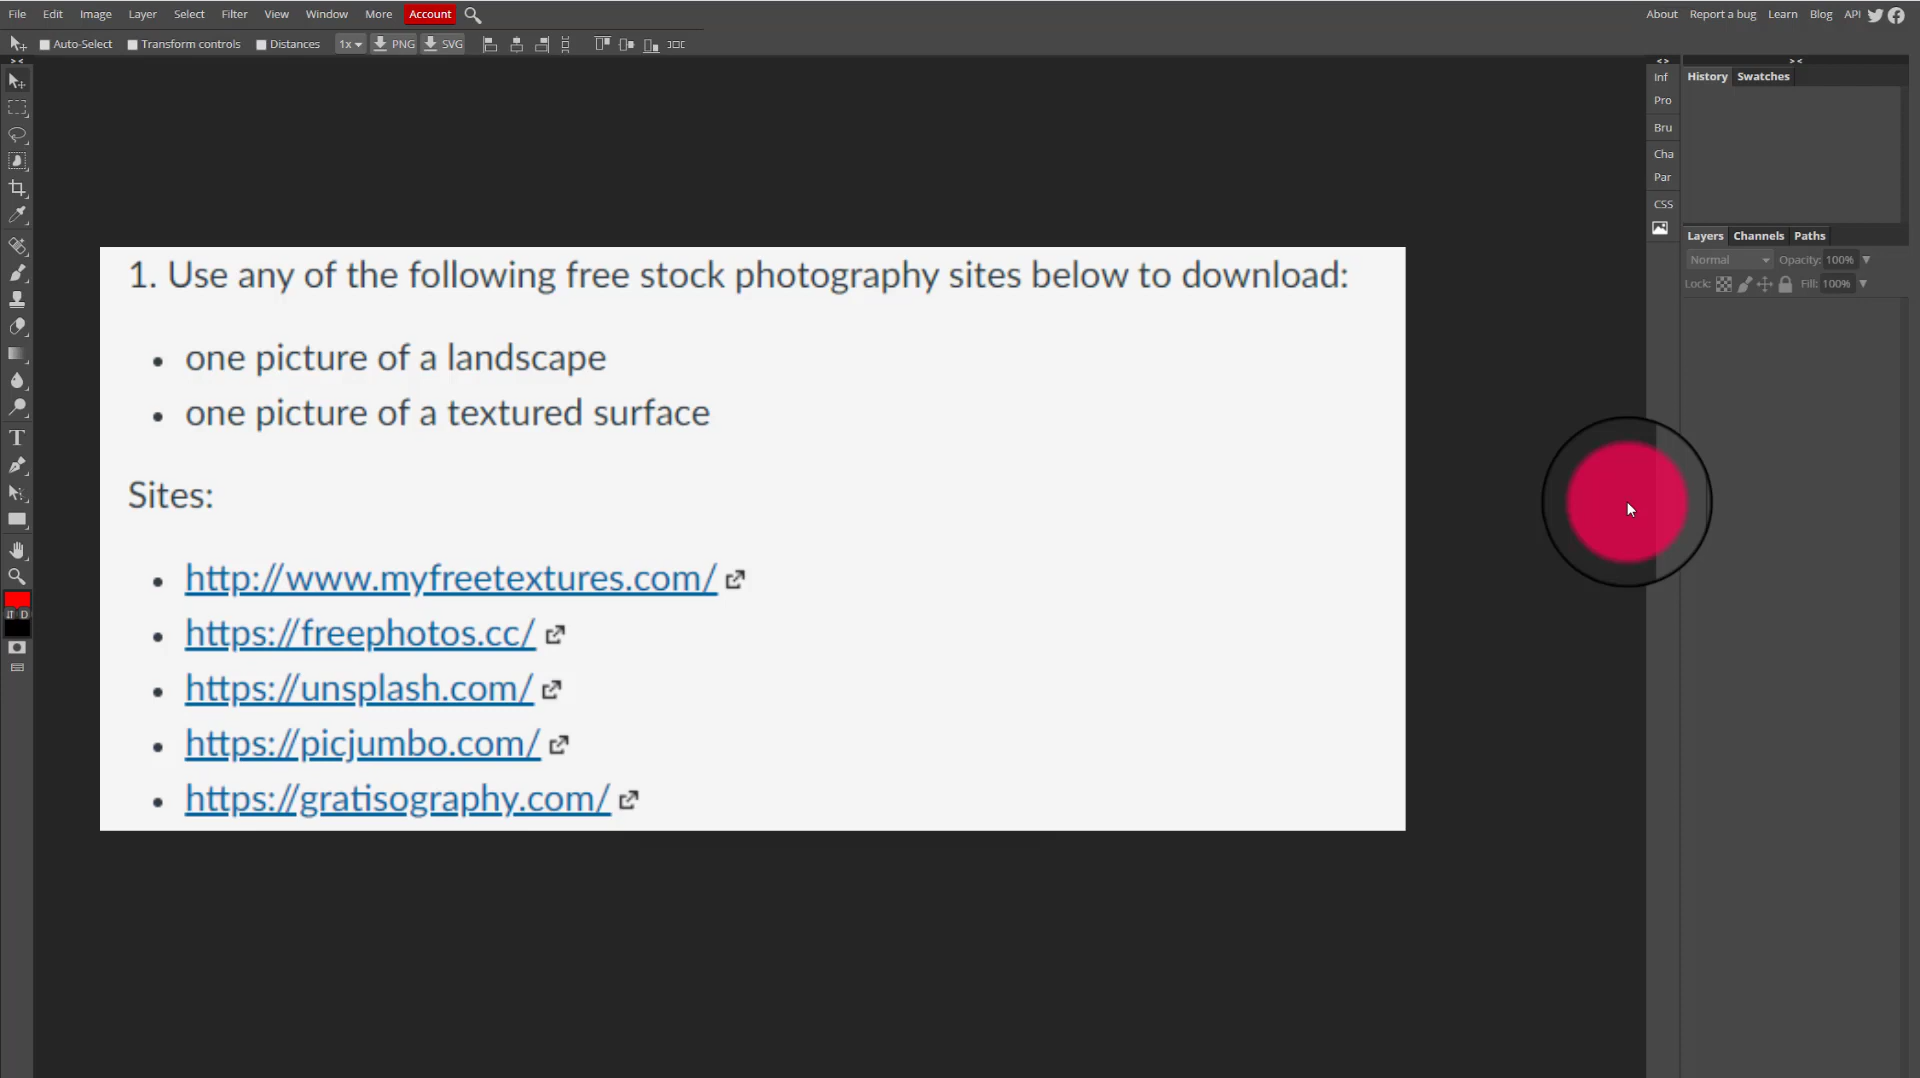 File Edit Image Layer Select Filter View Window More Account About Report a bug Learn Blog API
Auto-Select Transform controls Distances 1x PNG SVG
> <
< >
> <
Inf
Pro
Bru
Cha
Par
CSS
History Swatches
Layers Channels Paths
Normal Opacity: 100%
Lock: Fill: 100%
T
D
1. Use any of the following free stock photography sites below to download:
• one picture of a landscape
• one picture of a textured surface
Sites:
• http://www.myfreetextures.com/
• https://freephotos.cc/
• https://unsplash.com/
• https://picjumbo.com/
• https://gratisography.com/